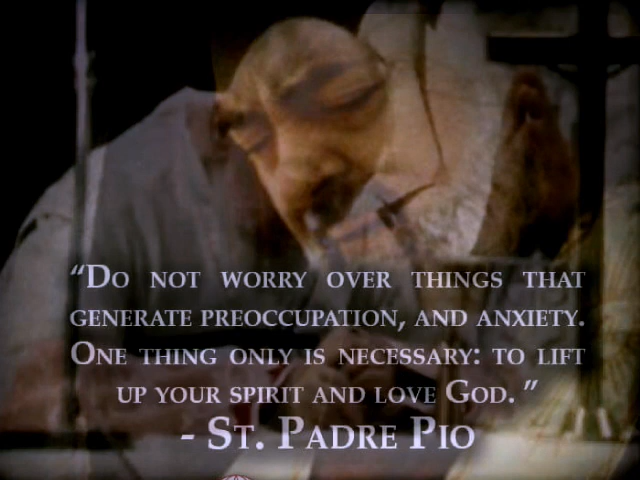 “Do not worry over things that
generate preoccupation, and anxiety.
One thing only is necessary: to lift
up your spirit and love God.”
- St. Padre Pio